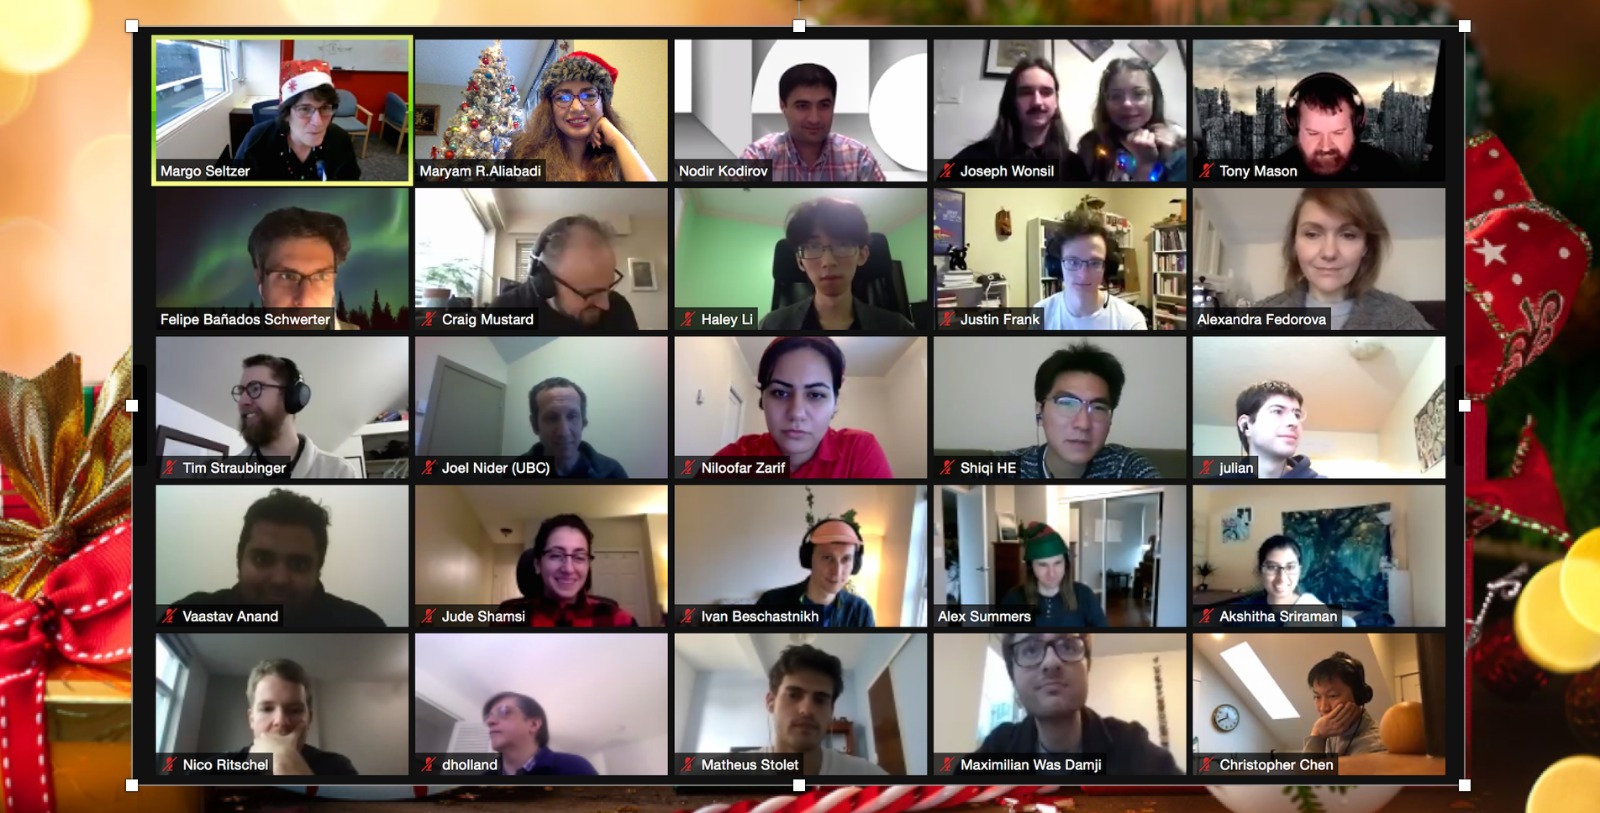 Margo Seltzer
Maryam R.Aliabadi
Nodir Kodirov
Joseph Wonsil
Tony Mason
Felipe Bañados Schwerter
Craig Mustard
Haley Li
Justin Frank
Alexandra Fedorova
Tim Straubinger
Joel Nider (UBC)
Niloofar Zarif
Shiqi HE
julian
Vaastav Anand
Jude Shamsi
Ivan Beschastnikh
Alex Summers
Akshitha Sriraman
Nico Ritschel
dholland
Matheus Stolet
Maximilian Was Damji
Christopher Chen